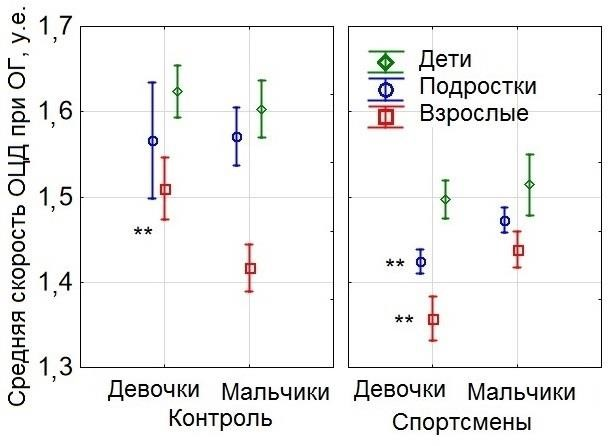 Средняя скорость ОЦД при ОГ, у.е.
1,7
1,6
1,5
1,4
1,3
Дети
Подростки
Взрослые
**
**
**
Девочки Мальчики
Контроль
Девочки Мальчики
Спортсмены